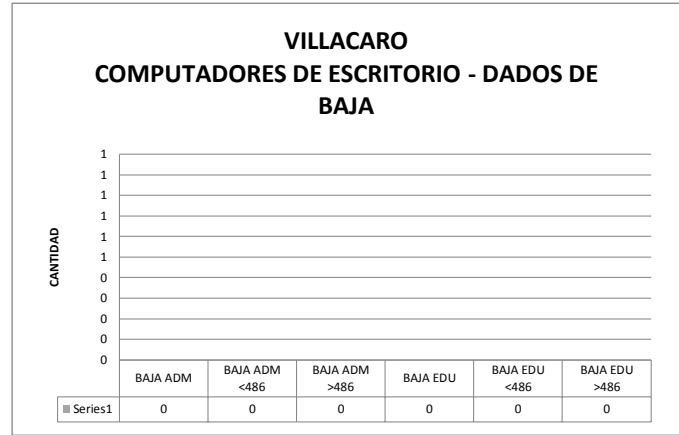 VILLACARO
COMPUTADORES DE ESCRITORIO - DADOS DE
BAJA
CANTIDAD
1
1
1
1
1
1
0
0
0
0
0
BAJA ADM
BAJA ADM
<486
BAJA ADM
>486
BAJA EDU
BAJA EDU
<486
BAJA EDU
>486
Series1 0 0 0 0 0 0